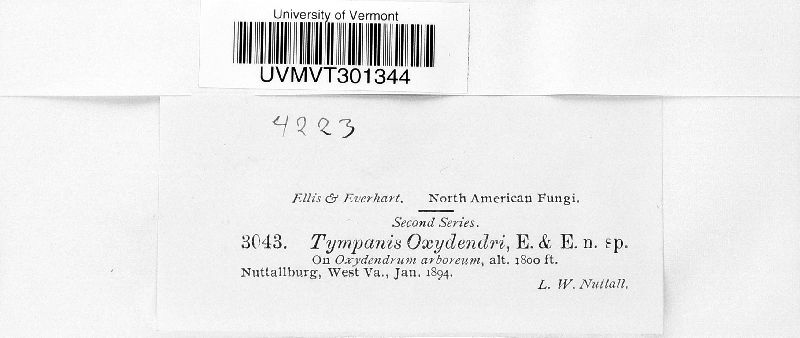 University of Vermont
UVMVT301344
4223
Ellis & Everhart. North American Fungi.
Second Series.
3043. Tympanis Oxydendri, E. & E. n. sp.
On Oxydendrum arboreum, alt. 1800 ft.
Nuttallburg, West Va., Jan. 1894.
L. W. Nuttall.